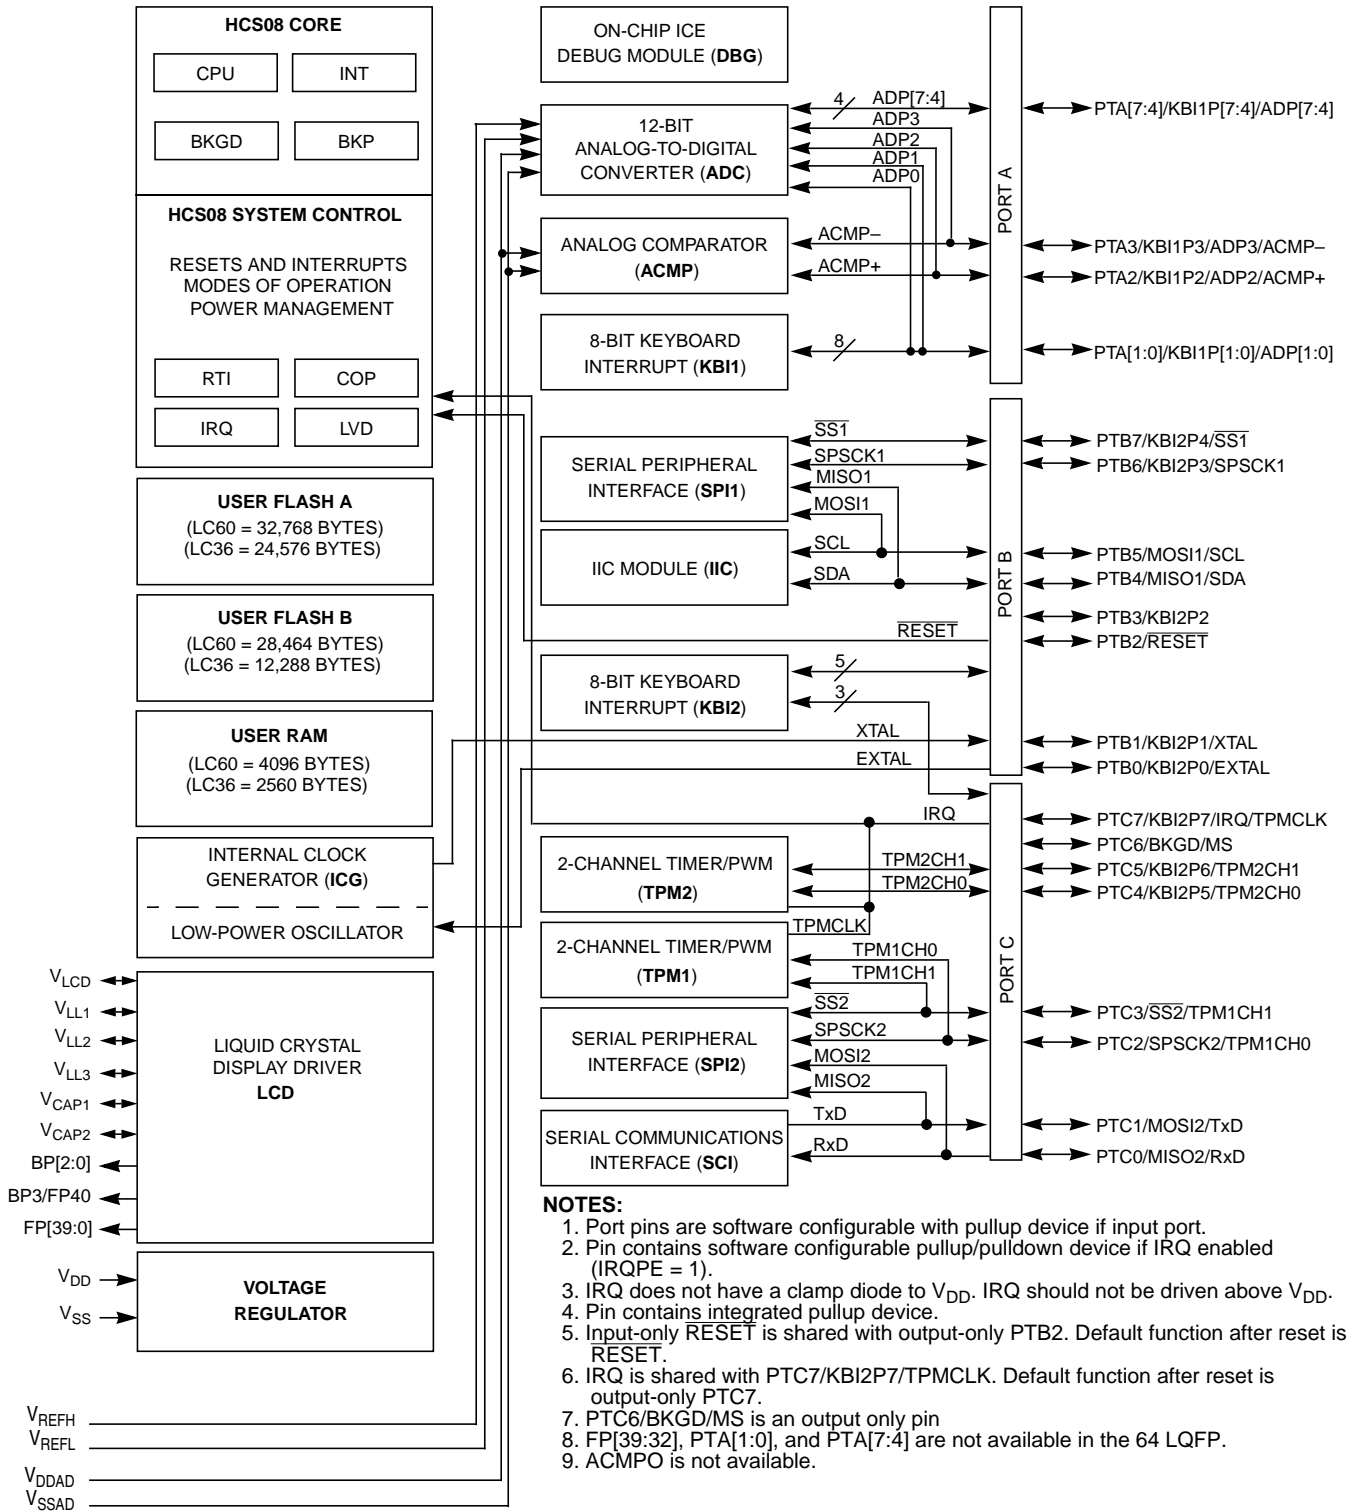 HCS08 CORE
CPU
INT
BKGD
BKP
HCS08 SYSTEM CONTROL
RESETS AND INTERRUPTS
MODES OF OPERATION
POWER MANAGEMENT
RTI
COP
IRQ
LVD
USER FLASH A
(LC60 = 32,768 BYTES)
(LC36 = 24,576 BYTES)
USER FLASH B
(LC60 = 28,464 BYTES)
(LC36 = 12,288 BYTES)
USER RAM
(LC60 = 4096 BYTES)
(LC36 = 2560 BYTES)
INTERNAL CLOCK
GENERATOR (ICG)
LOW-POWER OSCILLATOR
VLCD
VLL1
VLL2
VLL3
VCAP1
VCAP2
BP[2:0]
BP3/FP40
FP[39:0]
LIQUID CRYSTAL
DISPLAY DRIVER
LCD
VDD
VSS
VOLTAGE
REGULATOR
VREFH
VREFL
VDDAD
VSSAD
ON-CHIP ICE
DEBUG MODULE (DBG)
12-BIT
ANALOG-TO-DIGITAL
CONVERTER (ADC)
4
ADP[7:4]
ADP3
ADP2
ADP1
ADP0
ANALOG COMPARATOR
(ACMP)
ACMP–
ACMP+
8-BIT KEYBOARD
INTERRUPT (KBI1)
8
PORT A
PTA[7:4]/KBI1P[7:4]/ADP[7:4]
PTA3/KBI1P3/ADP3/ACMP–
PTA2/KBI1P2/ADP2/ACMP+
PTA[1:0]/KBI1P[1:0]/ADP[1:0]
SERIAL PERIPHERAL
INTERFACE (SPI1)
SS1
SPSCK1
MISO1
MOSI1
IIC MODULE (IIC)
SCL
SDA
RESET
8-BIT KEYBOARD
INTERRUPT (KBI2)
5
3
XTAL
EXTAL
PORT B
PTB7/KBI2P4/SS1
PTB6/KBI2P3/SPSCK1
PTB5/MOSI1/SCL
PTB4/MISO1/SDA
PTB3/KBI2P2
PTB2/RESET
PTB1/KBI2P1/XTAL
PTB0/KBI2P0/EXTAL
IRQ
2-CHANNEL TIMER/PWM
(TPM2)
TPM2CH1
TPM2CH0
TPMCLK
2-CHANNEL TIMER/PWM
(TPM1)
TPM1CH0
TPM1CH1
SERIAL PERIPHERAL
INTERFACE (SPI2)
SS2
SPSCK2
MOSI2
MISO2
SERIAL COMMUNICATIONS
INTERFACE (SCI)
TxD
RxD
PORT C
PTC7/KBI2P7/IRQ/TPMCLK
PTC6/BKGD/MS
PTC5/KBI2P6/TPM2CH1
PTC4/KBI2P5/TPM2CH0
PTC3/SS2/TPM1CH1
PTC2/SPSCK2/TPM1CH0
PTC1/MOSI2/TxD
PTC0/MISO2/RxD
NOTES:
1. Port pins are software configurable with pullup device if input port.
2. Pin contains software configurable pullup/pulldown device if IRQ enabled
(IRQPE = 1).
3. IRQ does not have a clamp diode to VDD. IRQ should not be driven above VDD.
4. Pin contains integrated pullup device.
5. Input-only RESET is shared with output-only PTB2. Default function after reset is
RESET.
6. IRQ is shared with PTC7/KBI2P7/TPMCLK. Default function after reset is
output-only PTC7.
7. PTC6/BKGD/MS is an output only pin
8. FP[39:32], PTA[1:0], and PTA[7:4] are not available in the 64 LQFP.
9. ACMPO is not available.